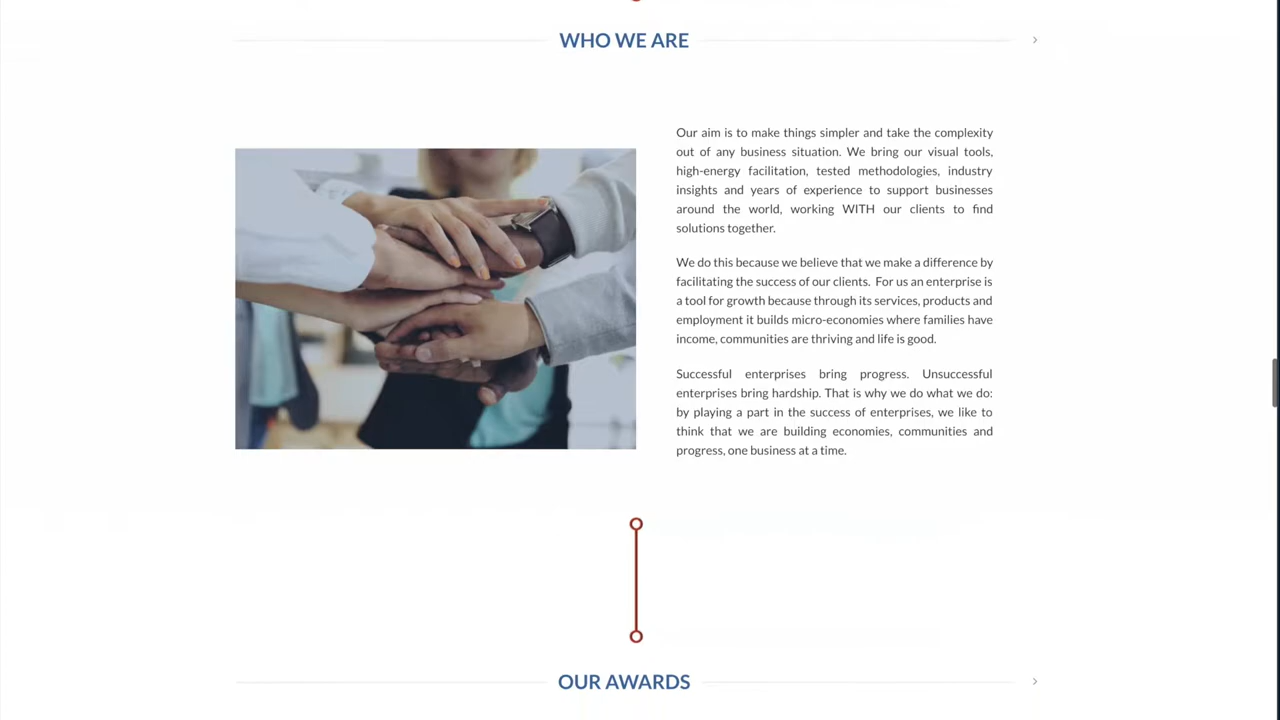 WHO WE ARE
Our aim is to make things simpler and take the complexity
out of any business situation. We bring our visual tools,
high-energy facilitation, tested methodologies, industry
insights and years of experience to support businesses
around the world, working WITH our clients to find
solutions together.
We do this because we believe that we make a difference by
facilitating the success of our clients. For us an enterprise is
a tool for growth because through its services, products and
employment it builds micro-economies where families have
income, communities are thriving and life is good.
Successful enterprises bring progress. Unsuccessful
enterprises bring hardship. That is why we do what we do:
by playing a part in the success of enterprises, we like to
think that we are building economies, communities and
progress, one business at a time.
OUR AWARDS